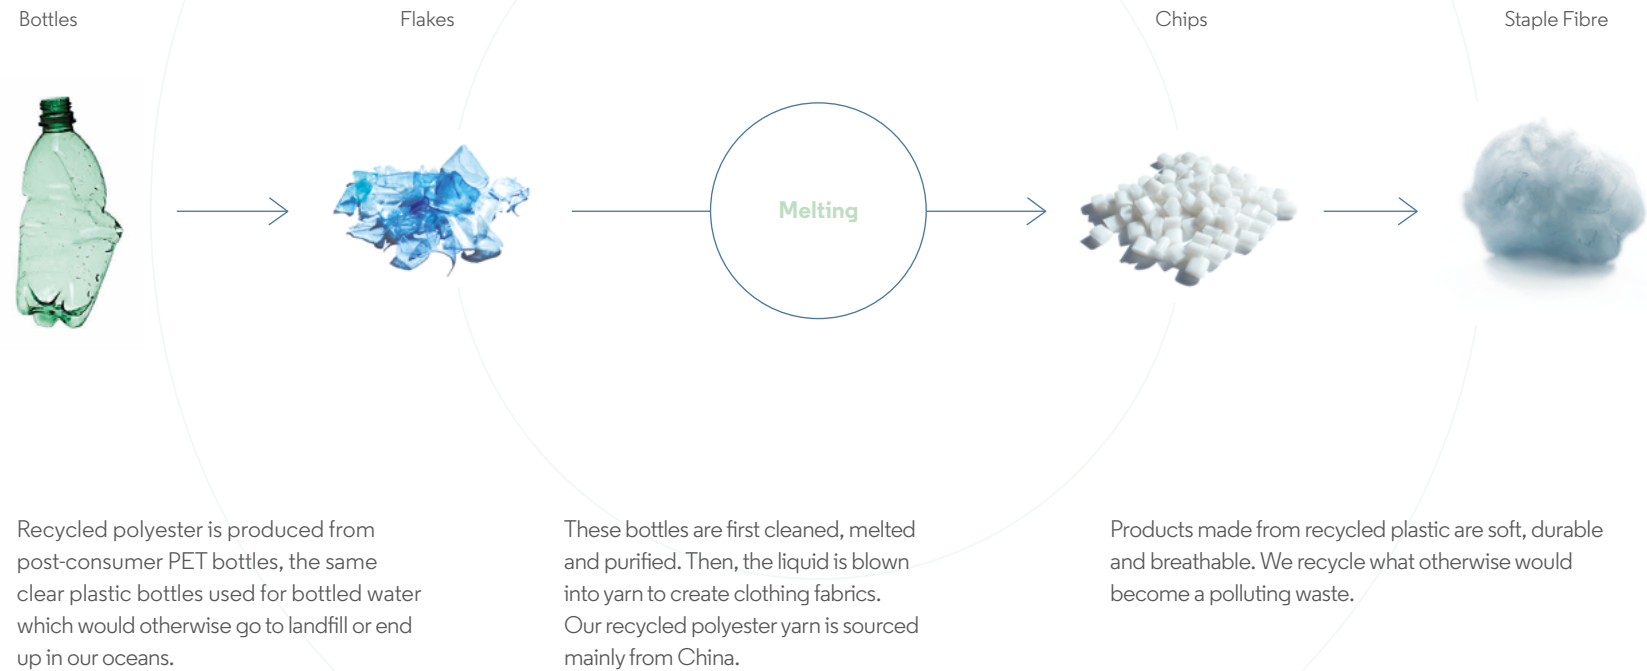 Bottles
Flakes
Chips
Staple Fibre
Melting
Recycled polyester is produced from
post-consumer PET bottles, the same
clear plastic bottles used for bottled water
which would otherwise go to landfill or end
up in our oceans.
These bottles are first cleaned, melted
and purified. Then, the liquid is blown
into yarn to create clothing fabrics.
Our recycled polyester yarn is sourced
mainly from China.
Products made from recycled plastic are soft, durable
and breathable. We recycle what otherwise would
become a polluting waste.